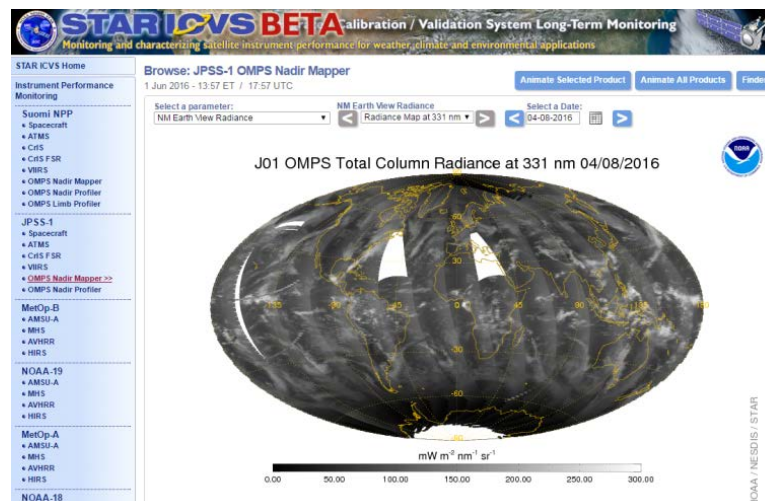 STAR ICVS BETA
Calibration / Validation System Long-Term Monitoring
Monitoring and characterizing satellite instrument performance for weather, climate and environmental applications
STAR ICVS Home
Instrument Performance
Monitoring
Suomi NPP
Spacecraft
ATMS
CrIS
CrIS FSR
VIIRS
OMPS Nadir Mapper
OMPS Nadir Profiler
OMPS Limb Profiler
JPSS-1
Spacecraft
ATMS
CrIS FSR
VIIRS
OMPS Nadir Mapper >>
OMPS Nadir Profiler
MetOp-B
AMSU-A
MHS
AVHRR
HIRS
NOAA-19
AMSU-A
MHS
AVHRR
HIRS
MetOp-A
AMSU-A
MHS
AVHRR
HIRS
NOAA-18
Browse: JPSS-1 OMPS Nadir Mapper
1 Jun 2016 - 13:57 ET / 17:57 UTC
Animate Selected Product Animate All Products Finde
Select a parameter: NM Earth View Radiance Select a Date:
NM Earth View Radiance < Radiance Map at 331 nm > < 04-08-2016 >
J01 OMPS Total Column Radiance at 331 nm 04/08/2016
NOAA
60
30
-135 -90 -45 0 45 90 135
-30
-60
mW m⁻² nm⁻¹ sr⁻¹
0.00 50.00 100.00 150.00 200.00 250.00 300.00
NOAA / NESDIS / STAR